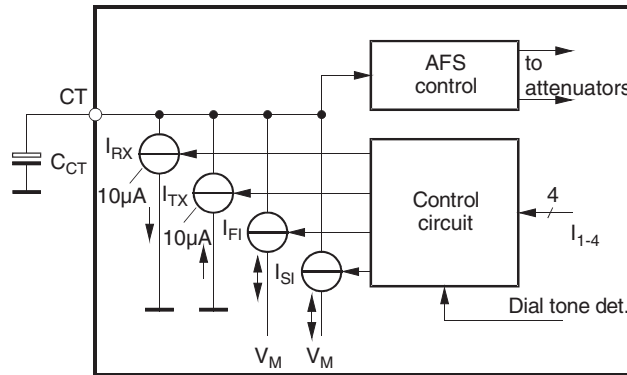 AFS
control
to
attenuators
CT
C_CT
I_RX
10µA
I_TX
10µA
I_FI
I_SI
Control
circuit
4
I_1-4
Dial tone det.
V_M
V_M